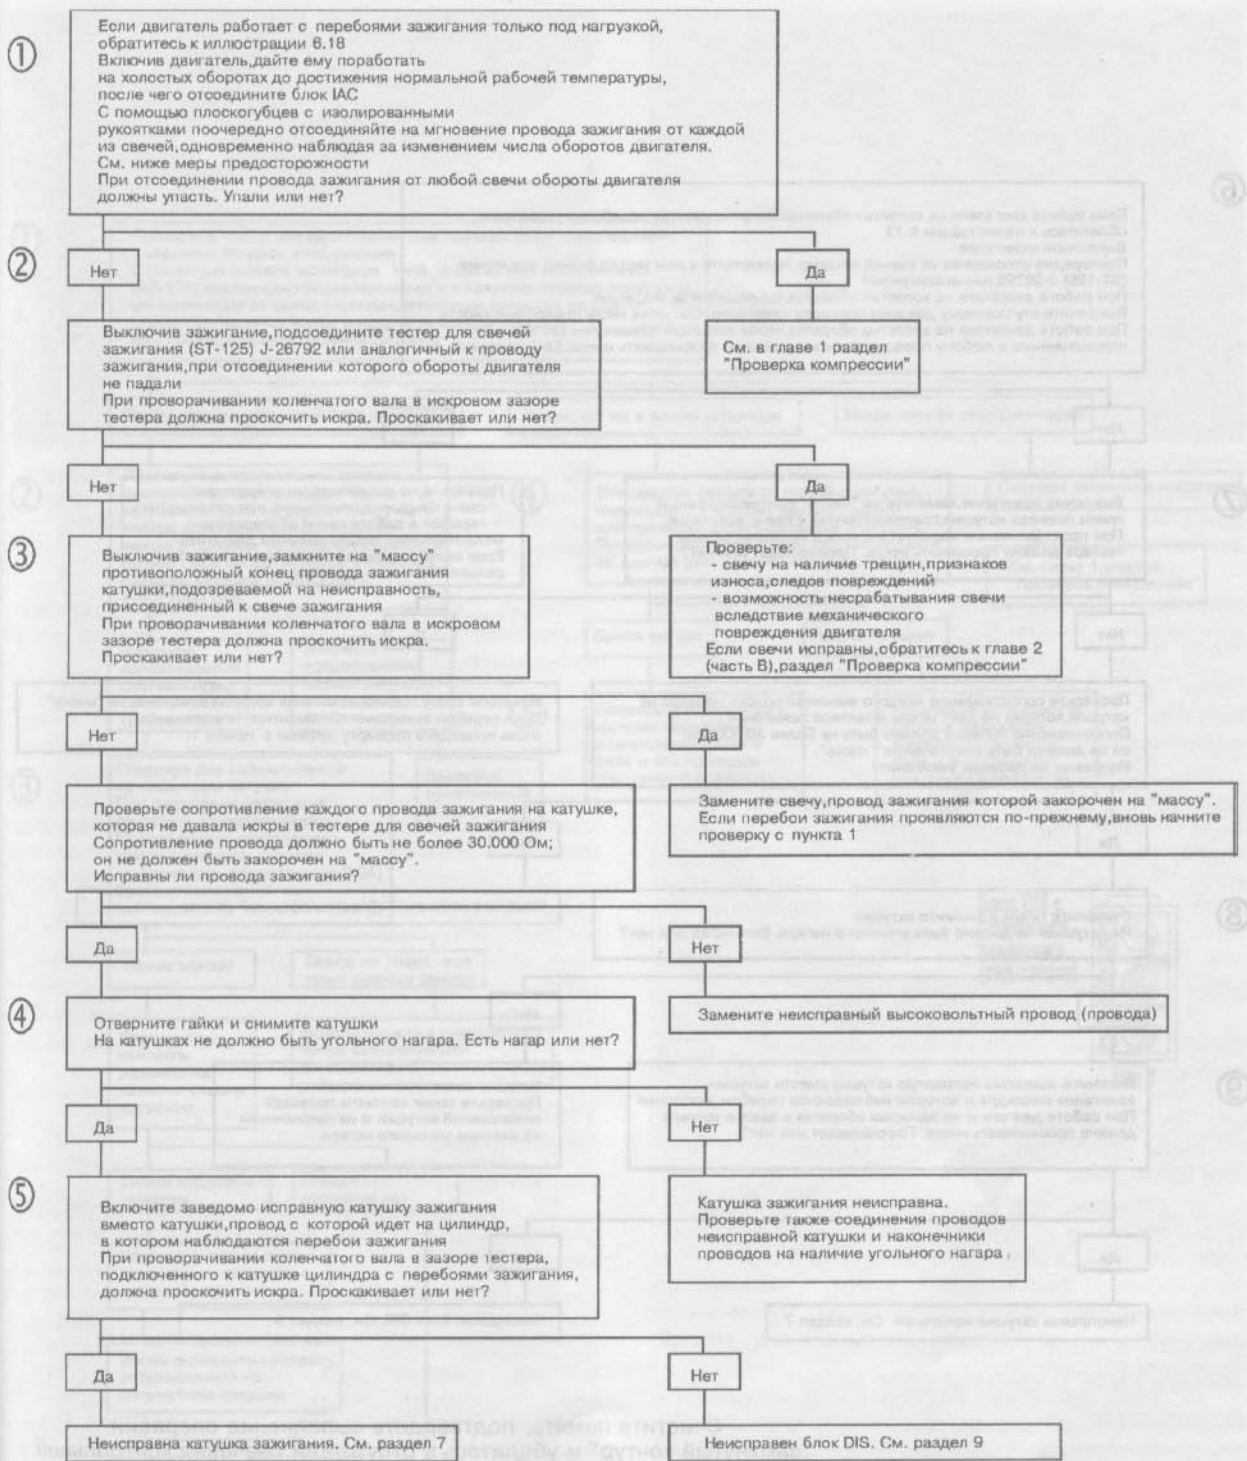 ①
Если двигатель работает с перебоями зажигания только под нагрузкой,
обратитесь к иллюстрации 6.18
Включив двигатель,дайте ему поработать
на холостых оборотах до достижения нормальной рабочей температуры,
после чего отсоедините блок IAC
С помощью плоскогубцев с изолированными
рукоятками поочередно отсоединяйте на мгновение провода зажигания от каждой
из свечей,одновременно наблюдая за изменением числа оборотов двигателя.
См. ниже меры предосторожности
При отсоединении провода зажигания от любой свечи обороты двигателя
должны упасть. Упали или нет?
②
Нет
Да
Выключив зажигание,подсоедините тестер для свечей
зажигания (ST-125) J-26792 или аналогичный к проводу
зажигания,при отсоединении которого обороты двигателя
не падали
При проворачивании коленчатого вала в искровом зазоре
тестера должна проскочить искра. Проскакивает или нет?
См. в главе 1 раздел
"Проверка компрессии"
Нет
Да
③
Выключив зажигание,замкните на "массу"
противоположный конец провода зажигания
катушки,подозреваемой на неисправность,
присоединенный к свече зажигания
При проворачивании коленчатого вала в искровом
зазоре тестера должна проскочить искра.
Проскакивает или нет?
Проверьте:
- свечу на наличие трещин,признаков
износа,следов повреждений
- возможность несрабатывания свечи
вследствие механического
повреждения двигателя
Если свечи исправны,обратитесь к главе 2
(часть B),раздел "Проверка компрессии"
Нет
Да
Проверьте сопротивление каждого провода зажигания на катушке,
которая не давала искры в тестере для свечей зажигания
Сопротивление провода должно быть не более 30.000 Ом;
он не должен быть закорочен на "массу".
Исправны ли провода зажигания?
Замените свечу,провод зажигания которой закорочен на "массу".
Если перебои зажигания проявляются по-прежнему,вновь начните
проверку с пункта 1
Да
Нет
④
Отверните гайки и снимите катушки
На катушках не должно быть угольного нагара. Есть нагар или нет?
Замените неисправный высоковольтный провод (провода)
Да
Нет
⑤
Включите заведомо исправную катушку зажигания
вместо катушки,провод с которой идет на цилиндр,
в котором наблюдаются перебои зажигания
При проворачивании коленчатого вала в зазоре тестера,
подключенного к катушке цилиндра с перебоями зажигания,
должна проскочить искра. Проскакивает или нет?
Катушка зажигания неисправна.
Проверьте также соединения проводов
неисправной катушки и наконечники
проводов на наличие угольного нагара
Да
Нет
Неисправна катушка зажигания. См. раздел 7
Неисправен блок DIS. См. раздел 9